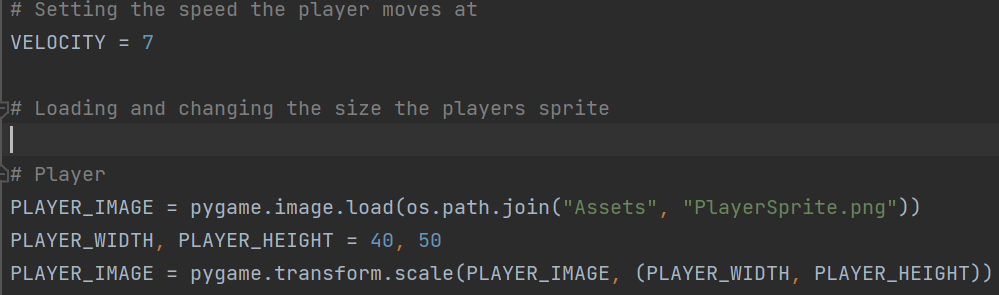 # Setting the speed the player moves at
VELOCITY = 7
# Loading and changing the size the players sprite
# Player
PLAYER_IMAGE = pygame.image.load(os.path.join("Assets", "PlayerSprite.png"))
PLAYER_WIDTH, PLAYER_HEIGHT = 40, 50
PLAYER_IMAGE = pygame.transform.scale(PLAYER_IMAGE, (PLAYER_WIDTH, PLAYER_HEIGHT))